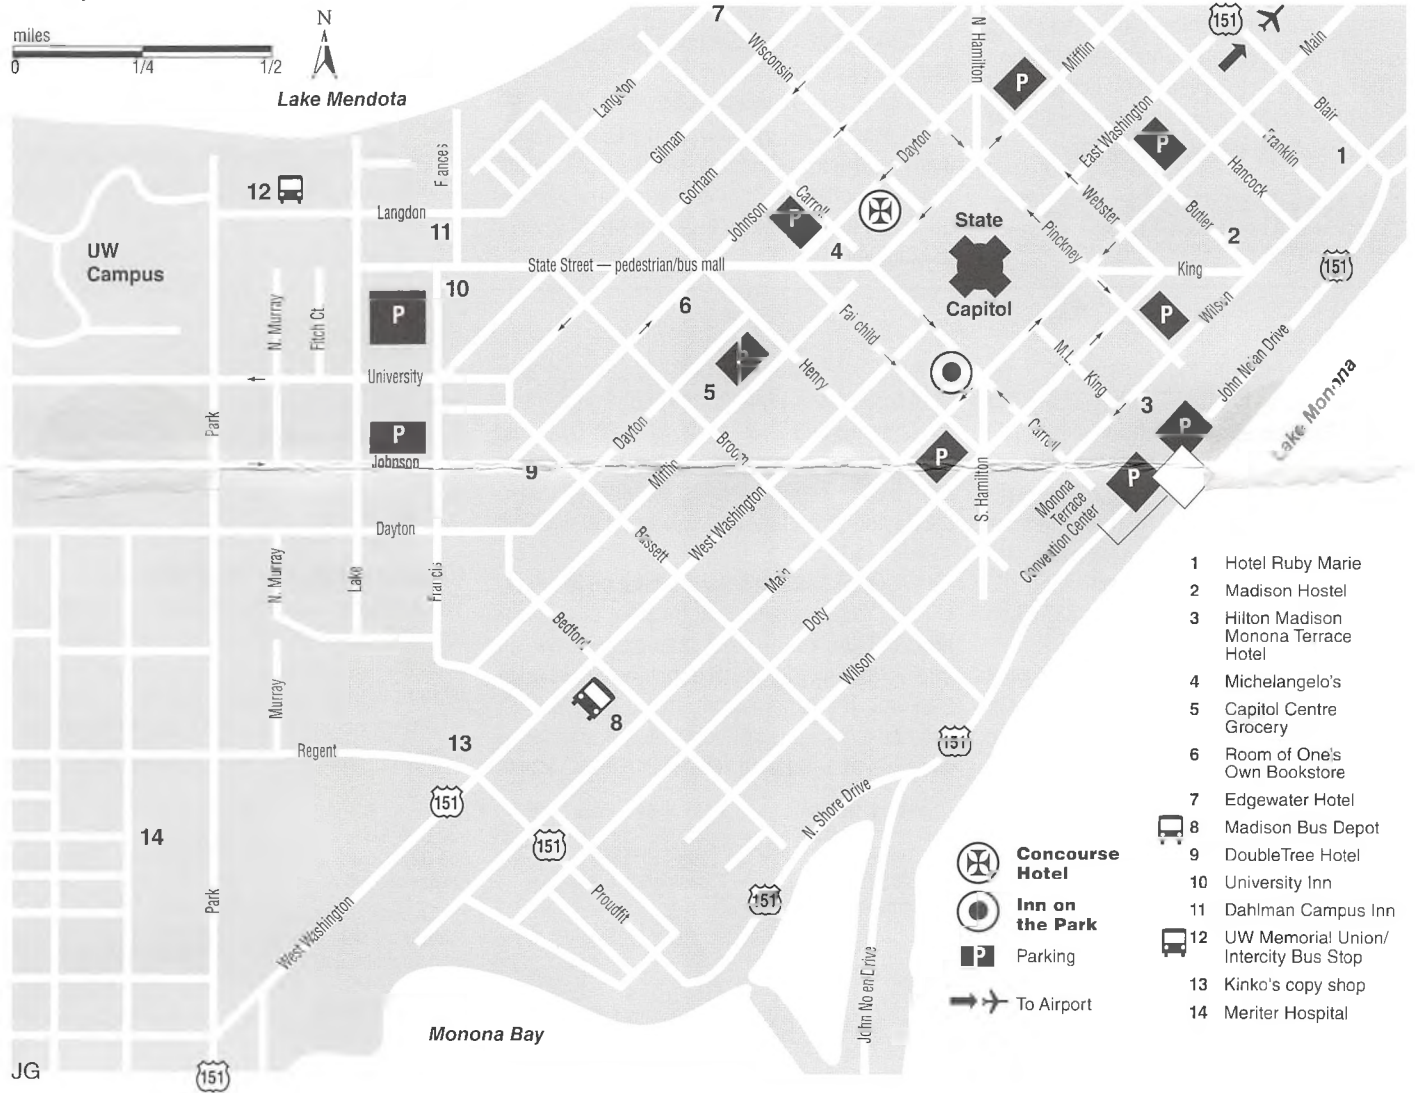 miles
0 1/4 1/2
N
Lake Mendota
7
Wisconsin
N. Hamilton
Mifflin
151
Main
Langdon
Blair
East Washington
Franklin
1
Dayton
Gilman
Gorham
Hancock
Webster
Butler
2
12
Langdon
11
Johnson
Carroll
P
P
P
4
State
Capitol
Pinckney
King
Wilson
151
UW
Campus
State Street — pedestrian/bus mall
10
6
P
N. Murray
Fitch Ct.
P
M.L.
King
John Nolan Drive
Lake Monona
University
Henry
5
3
P
Park
P
Johnson
Dayton
Mifflin
Broom
9
P
Carroll
P
S. Hamilton
Monona
Terrace
Convention Center
Dayton
Bassett
West Washington
N. Murray
Lake
Main
Doty
Bedford
Wilson
Murray
8
Regent
13
151
151
151
N. Shore Drive
14
Park
151
Proudfit
West Washington
Monona Bay
JG
151
1 Hotel Ruby Marie
2 Madison Hostel
3 Hilton Madison
Monona Terrace
Hotel
4 Michelangelo's
5 Capitol Centre
Grocery
6 Room of One's
Own Bookstore
7 Edgewater Hotel
8 Madison Bus Depot
9 DoubleTree Hotel
10 University Inn
11 Dahlman Campus Inn
12 UW Memorial Union/
Intercity Bus Stop
13 Kinko's copy shop
14 Meriter Hospital
Concourse
Hotel
Inn on
the Park
P Parking
To Airport